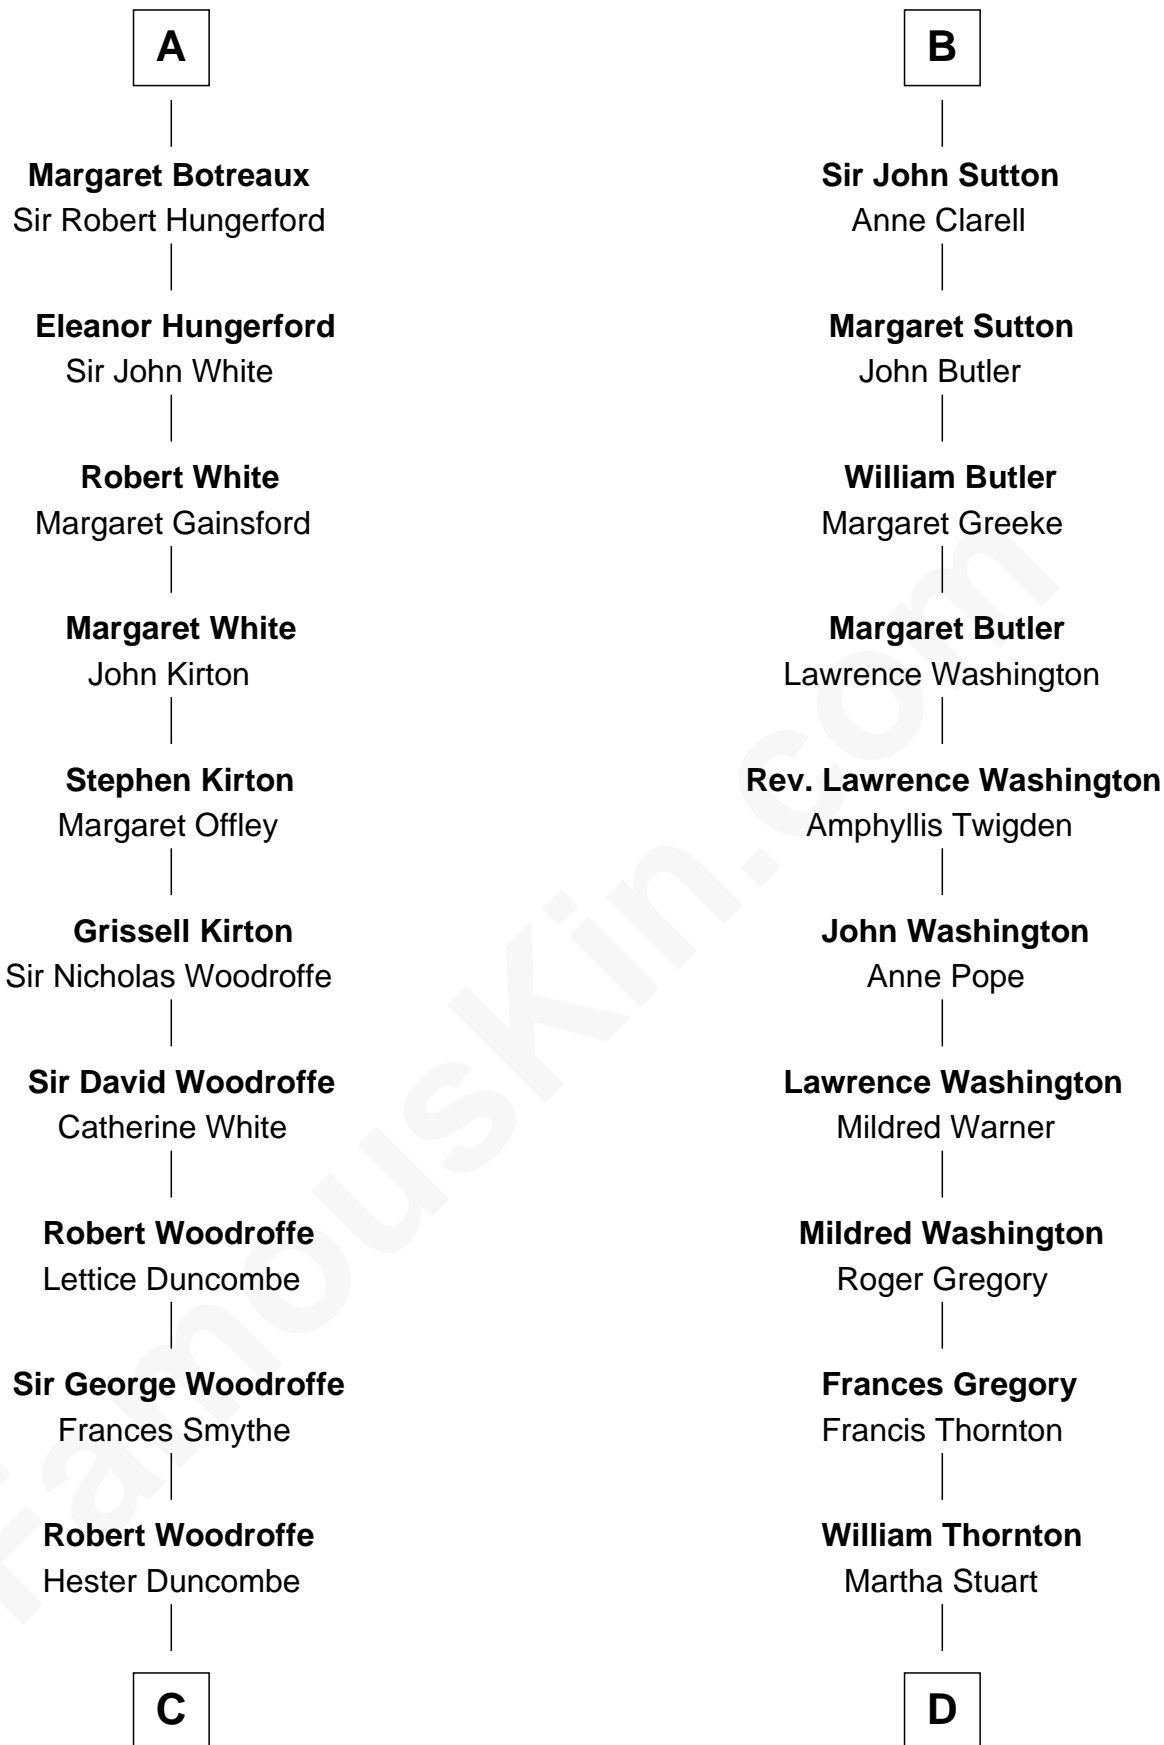 A
Margaret Botreaux
Sir Robert Hungerford
Eleanor Hungerford
Sir John White
Robert White
Margaret Gainsford
Margaret White
John Kirton
Stephen Kirton
Margaret Offley
Grissell Kirton
Sir Nicholas Woodroffe
Sir David Woodroffe
Catherine White
Robert Woodroffe
Lettice Duncombe
Sir George Woodroffe
Frances Smythe
Robert Woodroffe
Hester Duncombe
C
B
Sir John Sutton
Anne Clarell
Margaret Sutton
John Butler
William Butler
Margaret Greeke
Margaret Butler
Lawrence Washington
Rev. Lawrence Washington
Amphyllis Twigden
John Washington
Anne Pope
Lawrence Washington
Mildred Warner
Mildred Washington
Roger Gregory
Frances Gregory
Francis Thornton
William Thornton
Martha Stuart
D
FamousKin.com